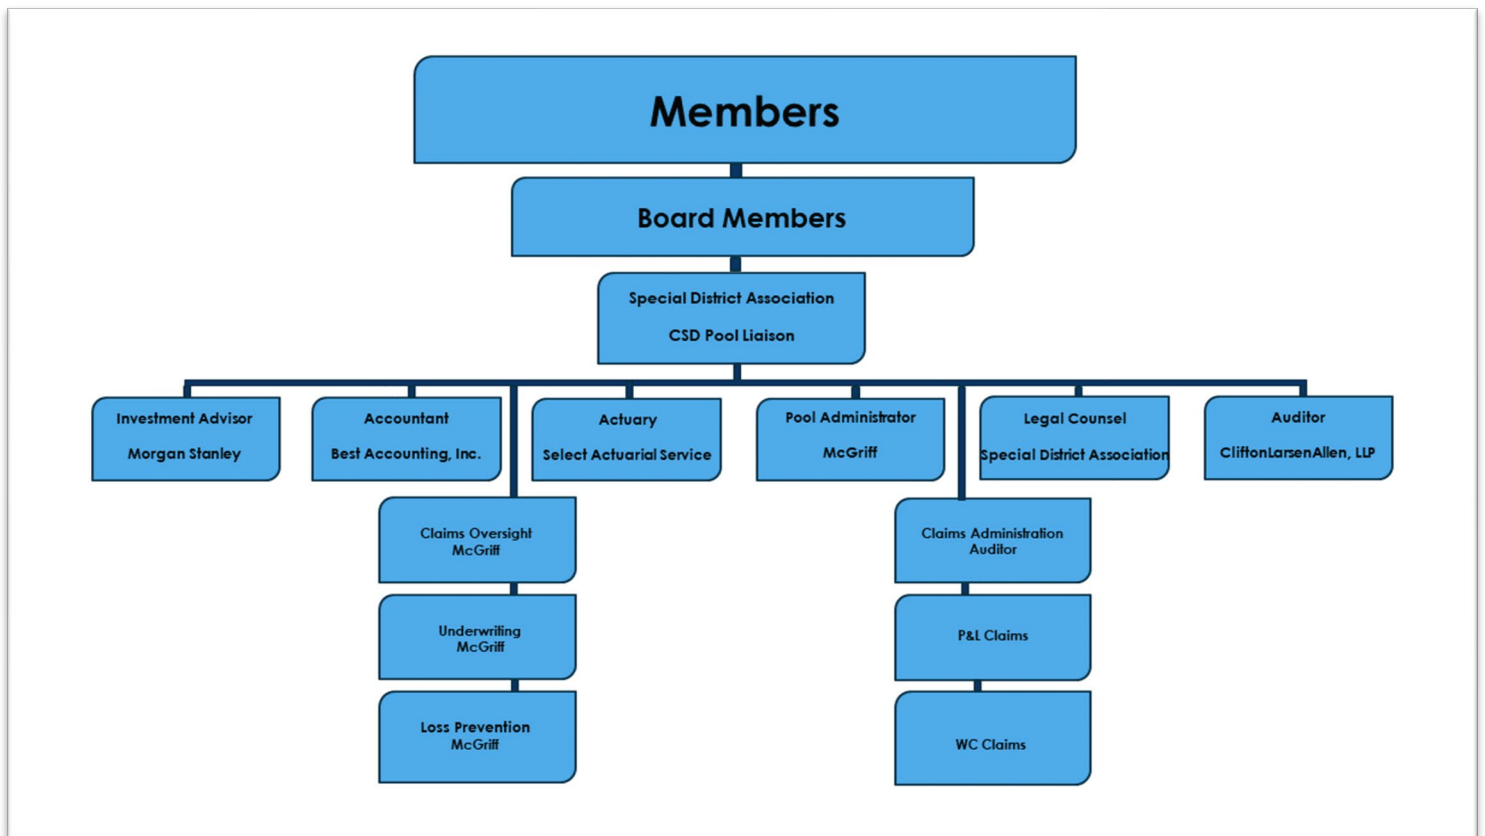 Members
Board Members
Special District Association
CSD Pool Liaison
Investment Advisor
Morgan Stanley
Accountant
Best Accounting, Inc.
Actuary
Select Actuarial Service
Pool Administrator
McGriff
Legal Counsel
Special District Association
Auditor
CliftonLarsenAllen, LLP
Claims Oversight
McGriff
Claims Administration
Auditor
Underwriting
McGriff
P&L Claims
Loss Prevention
McGriff
WC Claims